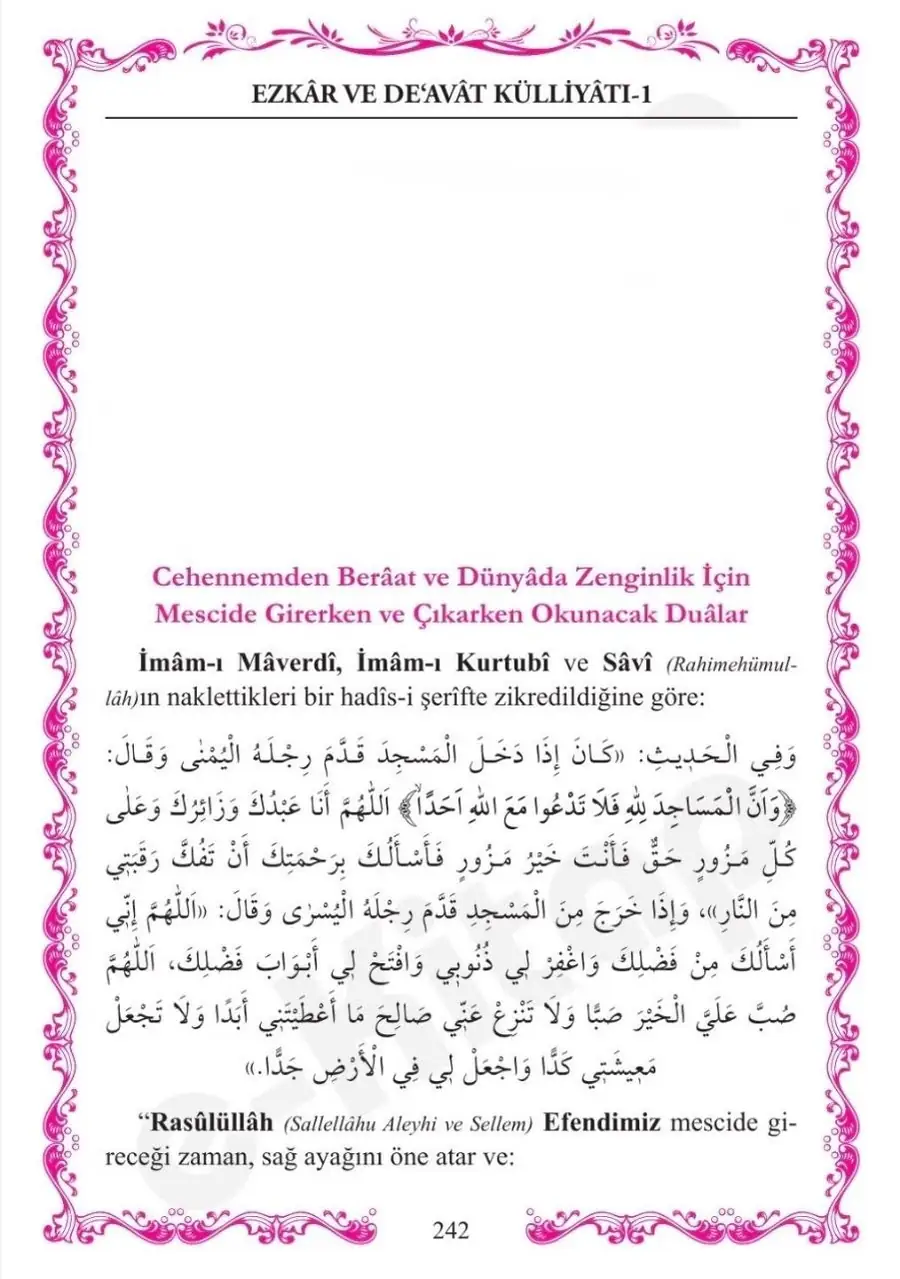 EZKÂR VE DE‘AVÂT KÜLLİYÂTI-1
Cehennemden Berâat ve Dünyâda Zenginlik İçin
Mescide Girerken ve Çıkarken Okunacak Duâlar
İmâm-ı Mâverdî, İmâm-ı Kurtubî ve Sâvî (Rahimehümul-
lâh)ın naklettikleri bir hadîs-i şerîfte zikredildiğine göre:
وَفِي الْحَدِيثِ: «كَانَ إِذَا دَخَلَ الْمَسْجِدَ قَدَّمَ رِجْلَهُ الْيُمْنٰى وَقَالَ:
﴿وَاَنَّ الْمَسَاجِدَ لِلّٰهِ فَلَا تَدْعُوا مَعَ اللّٰهِ اَحَدًاۙ﴾ اَللّٰهُمَّ أَنَا عَبْدُكَ وَزَائِرُكَ وَعَلٰى
كُلِّ مَزُورٍ حَقٌّ فَأَنْتَ خَيْرُ مَزُورٍ فَأَسْأَلُكَ بِرَحْمَتِكَ أَنْ تَفُكَّ رَقَبَتِي
مِنَ النَّارِ»، وَإِذَا خَرَجَ مِنَ الْمَسْجِدِ قَدَّمَ رِجْلَهُ الْيُسْرٰى وَقَالَ: «اَللّٰهُمَّ إِنِّي
أَسْأَلُكَ مِنْ فَضْلِكَ وَاغْفِرْ لِي ذُنُوبِي وَافْتَحْ لِي أَبْوَابَ فَضْلِكَ، اَللّٰهُمَّ
صُبَّ عَلَيَّ الْخَيْرَ صَبًّا وَلَا تَنْزِعْ عَنِّي صَالِحَ مَا أَعْطَيْتَنِي أَبَدًا وَلَا تَجْعَلْ
مَعِيشَتِي كَدًّا وَاجْعَلْ لِي فِي الْأَرْضِ جَدًّا.»
“Rasûlüllâh (Sallellâhu Aleyhi ve Sellem) Efendimiz mescide gi-
receği zaman, sağ ayağını öne atar ve:
242
e-kitap